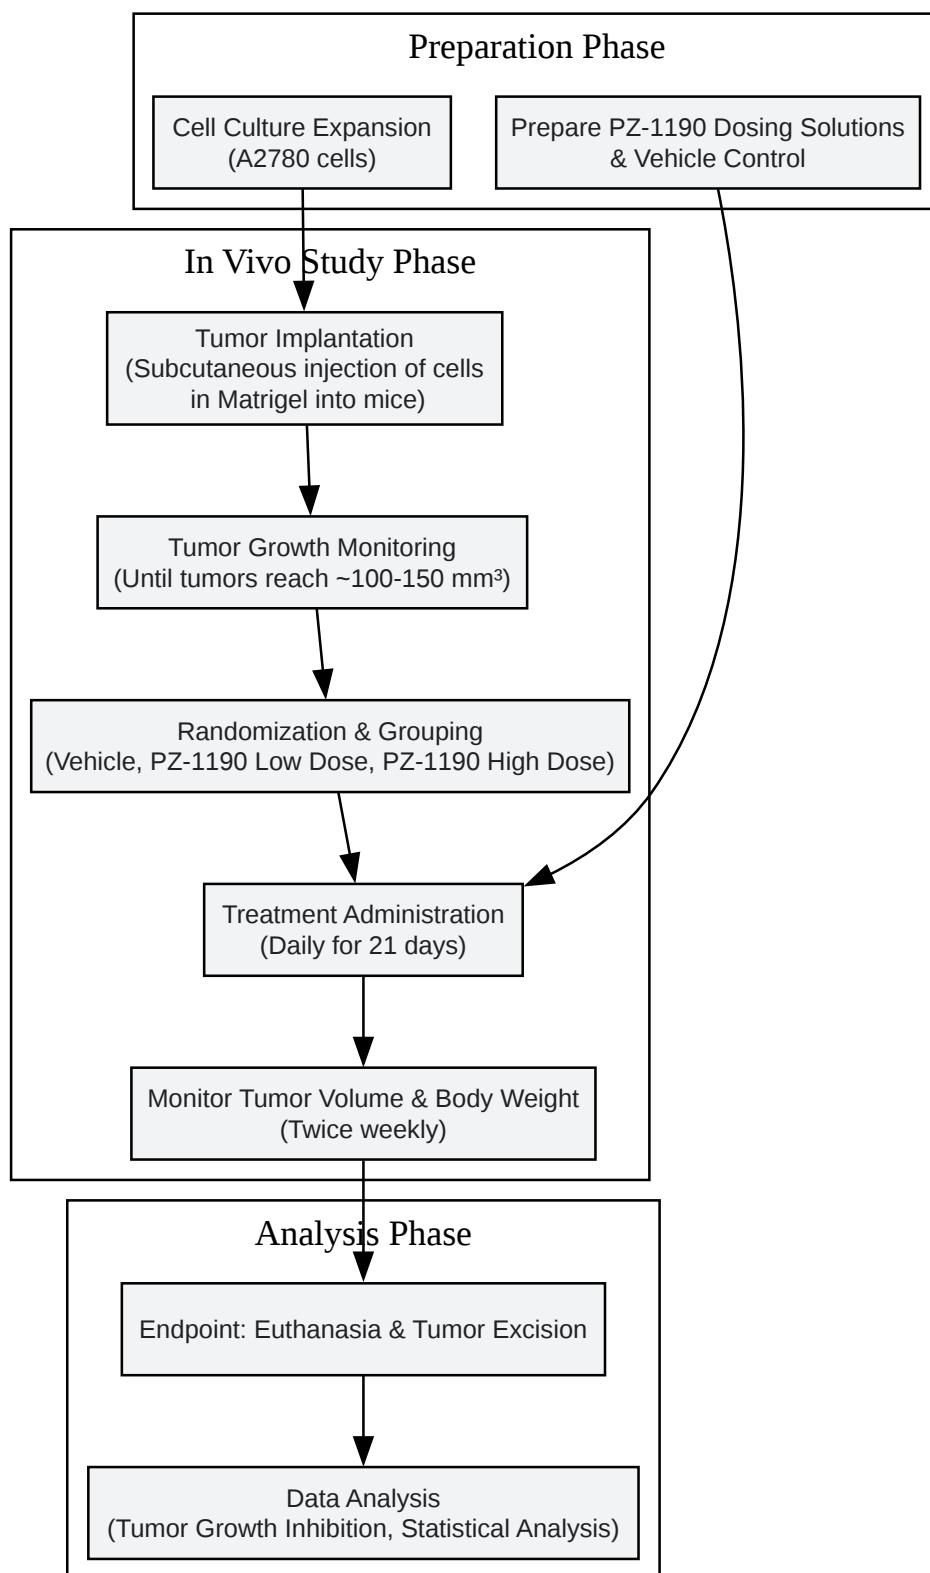 Preparation Phase
Cell Culture Expansion
(A2780 cells)
Prepare PZ-1190 Dosing Solutions
& Vehicle Control
In Vivo Study Phase
Tumor Implantation
(Subcutaneous injection of cells
in Matrigel into mice)
Tumor Growth Monitoring
(Until tumors reach ~100-150 mm³)
Randomization & Grouping
(Vehicle, PZ-1190 Low Dose, PZ-1190 High Dose)
Treatment Administration
(Daily for 21 days)
Monitor Tumor Volume & Body Weight
(Twice weekly)
Analysis Phase
Endpoint: Euthanasia & Tumor Excision
Data Analysis
(Tumor Growth Inhibition, Statistical Analysis)